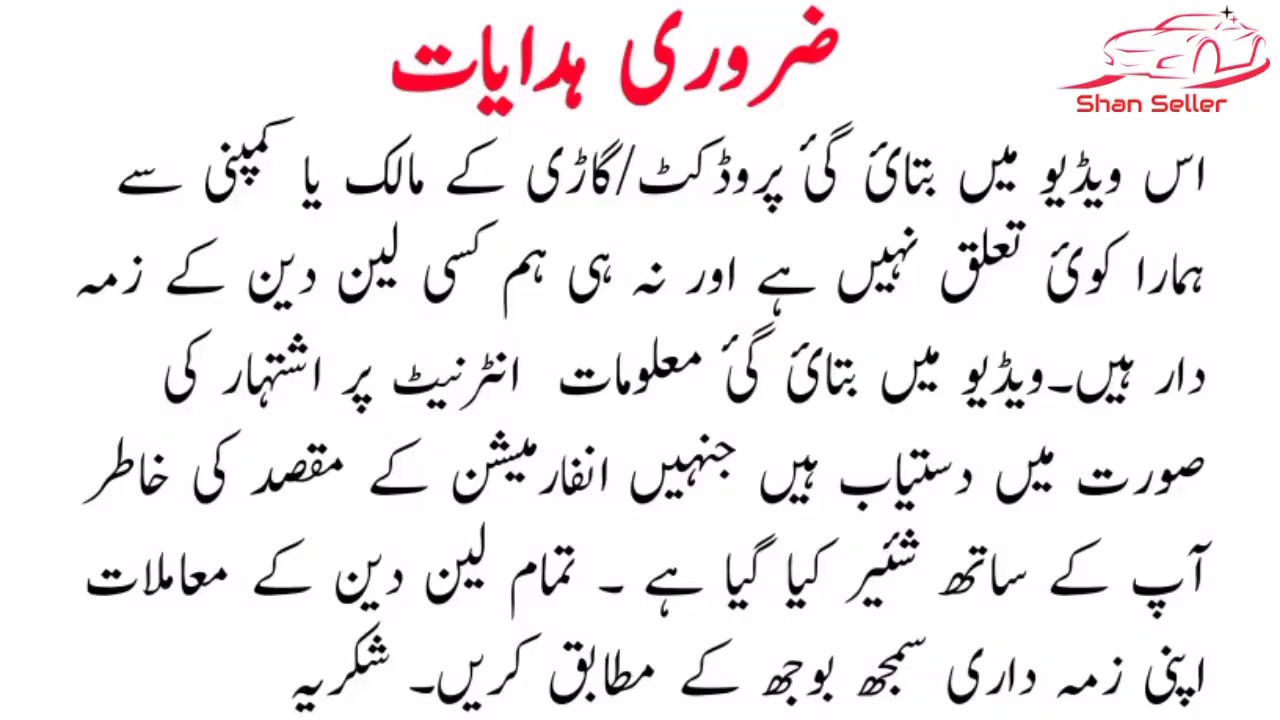 ضروری ہدایات
Shan Seller
اس ویڈیو میں بتائ گئ پروڈکٹ/گاڑی کے مالک یا کمپنی سے
ہمارا کوئ تعلق نہیں ہے اور نہ ہی ہم کسی لین دین کے زمہ
دار ہیں۔ویڈیو میں بتائ گئ معلومات انٹرنیٹ پر اشتہار کی
صورت میں دستیاب ہیں جنہیں انفارمیشن کے مقصد کی خاطر
آپ کے ساتھ شئیر کیا گیا ہے ۔ تمام لین دین کے معاملات
اپنی زمہ داری سمجھ بوجھ کے مطابق کریں۔ شکریہ